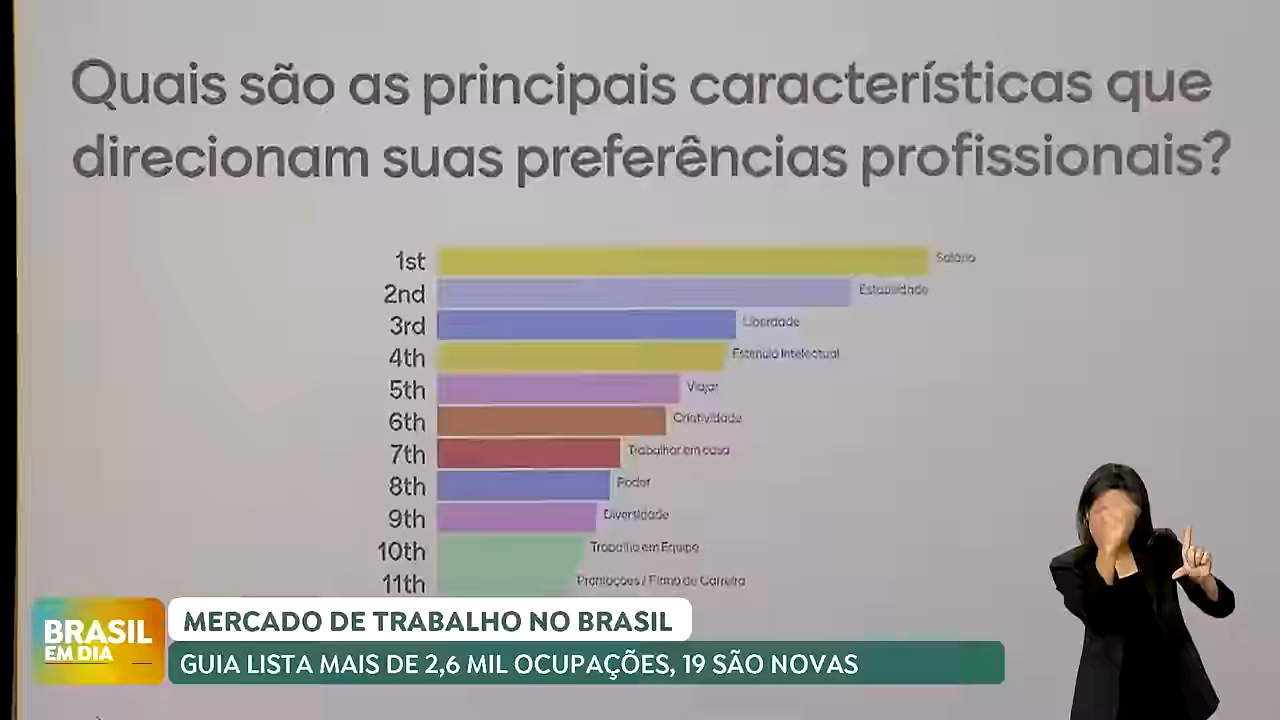 Quais são as principais características que
direcionam suas preferências profissionais?
1st Salário
2nd Estabilidade
3rd Liberdade
4th Estímulo Intelectual
5th Viajar
6th Criatividade
7th Trabalhar em casa
8th Poder
9th Diversidade
10th Trabalho em Equipe
11th Promoções / Plano de Carreira
BRASIL
EM DIA
MERCADO DE TRABALHO NO BRASIL
GUIA LISTA MAIS DE 2,6 MIL OCUPAÇÕES, 19 SÃO NOVAS